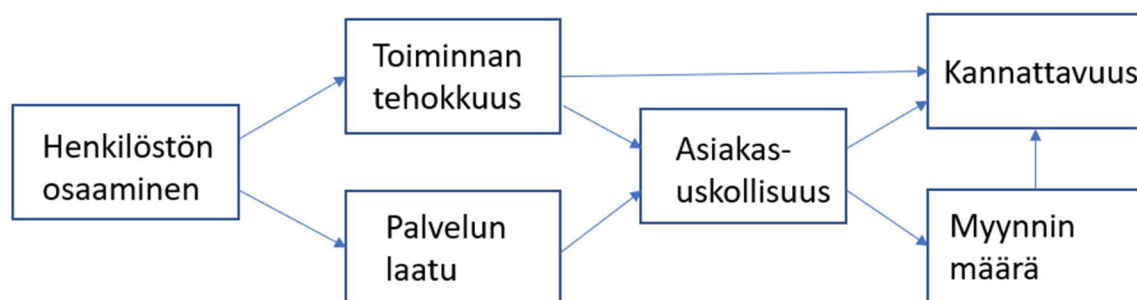 Henkilöstön
osaaminen
Toiminnan
tehokkuus
Palvelun
laatu
Asiakas-
uskollisuus
Kannattavuus
Myynnin
määrä